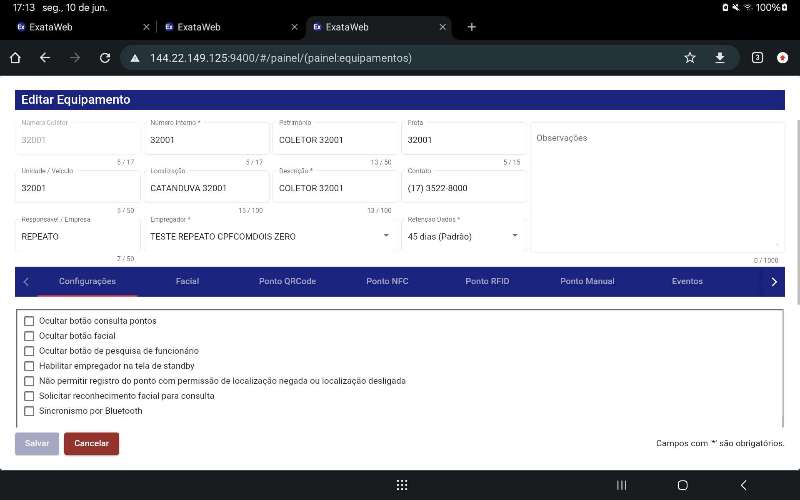 17:13 seg., 10 de jun. 100%
ExataWeb ExataWeb ExataWeb
144.22.149.125:9400/#/painel/(painel:equipamentos) 3
Editar Equipamento
Número Coletor Número Interno * Patrimônio Frota
32001 32001 COLETOR 32001 32001 Observações
5 / 17 5 / 17 13 / 50 5 / 15
Unidade / Veículo Localização Descrição * Contato
32001 CATANDUVA 32001 COLETOR 32001 (17) 3522-8000
5 / 50 15 / 100 13 / 100
Responsável / Empresa Empregador * Retenção Dados *
REPEATO TESTE REPEATO CPFCOMDOIS ZERO 45 dias (Padrão)
7 / 50 0 / 1000
Configurações Facial Ponto QRCode Ponto NFC Ponto RFID Ponto Manual Eventos
Ocultar botão consulta pontos
Ocultar botão facial
Ocultar botão de pesquisa de funcionário
Habilitar empregador na tela de standby
Não permitir registro do ponto com permissão de localização negada ou localização desligada
Solicitar reconhecimento facial para consulta
Sincronismo por Bluetooth
Salvar Cancelar Campos com '*' são obrigatórios.